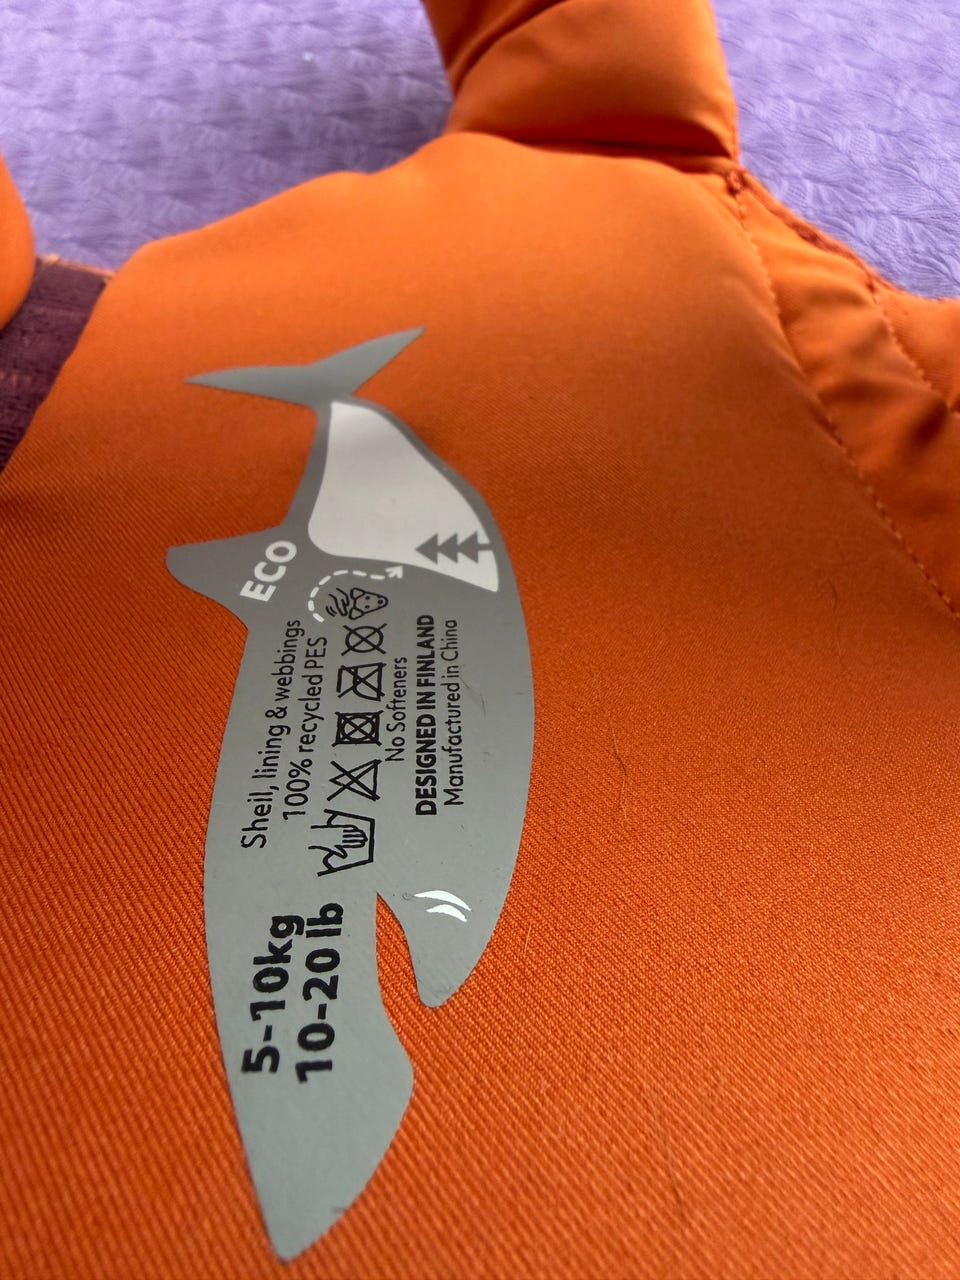 ECO
Shell, lining & webbings
100% recycled PES
No Softeners
DESIGNED IN FINLAND
Manufactured in China
5-10kg
10-20 lb